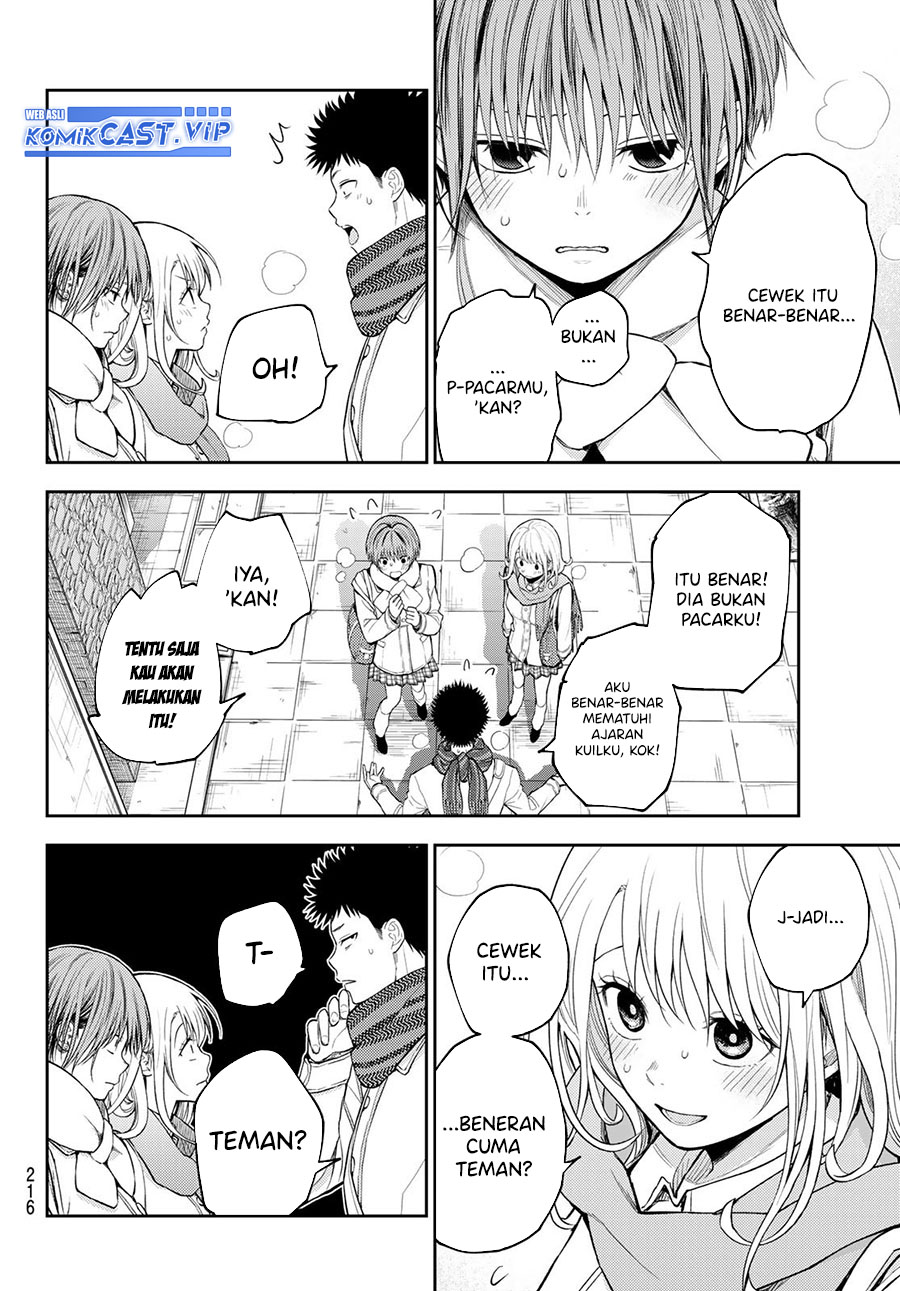 CEWEK ITU
BENAR-BENAR...
...
BUKAN
...
...
P-PACARMU,
'KAN?
WEB ASLI
KOMIKCAST.VIP
OH!
ITU BENAR!
DIA BUKAN
PACARKU!
AKU
BENAR-BENAR
MEMATUHI
AJARAN
KUILKU, KOK!
IYA,
'KAN!
TENTU SAJA
KAU AKAN
MELAKUKAN
ITU!
J-JADI...
CEWEK
ITU...
...BENERAN
CUMA
TEMAN?
T-
TEMAN?
216